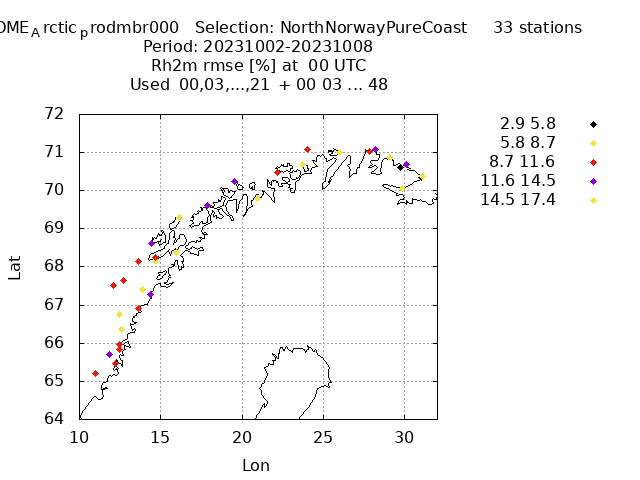 OME A rctic p rodmbr000 Selection: NorthNorwayPureCoast 33 stations
Period: 20231002-20231008
Rh2m rmse [%] at 00 UTC
Used 00,03,...,21 + 00 03 ... 48
72
71
70
69
68
67
66
65
64
10 15 20 25 30
Lat
Lon
2.9 5.8
5.8 8.7
8.7 11.6
11.6 14.5
14.5 17.4